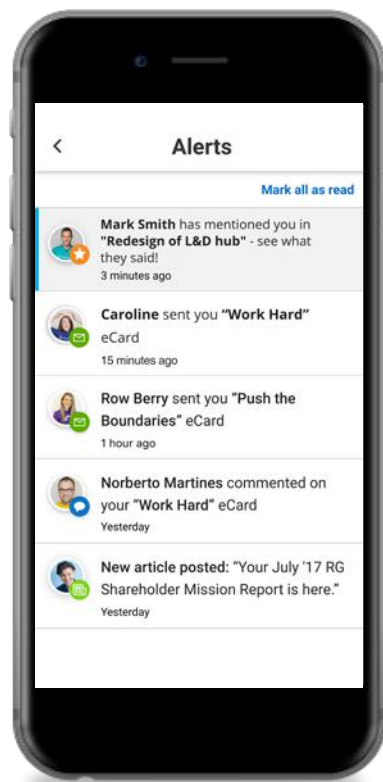 Alerts
Mark all as read
Mark Smith has mentioned you in
"Redesign of L&D hub" - see what
they said!
3 minutes ago
Caroline sent you “Work Hard”
eCard
15 minutes ago
Row Berry sent you “Push the
Boundaries” eCard
1 hour ago
Norberto Martines commented on
your “Work Hard” eCard
Yesterday
New article posted: “Your July '17 RG
Shareholder Mission Report is here.”
Yesterday